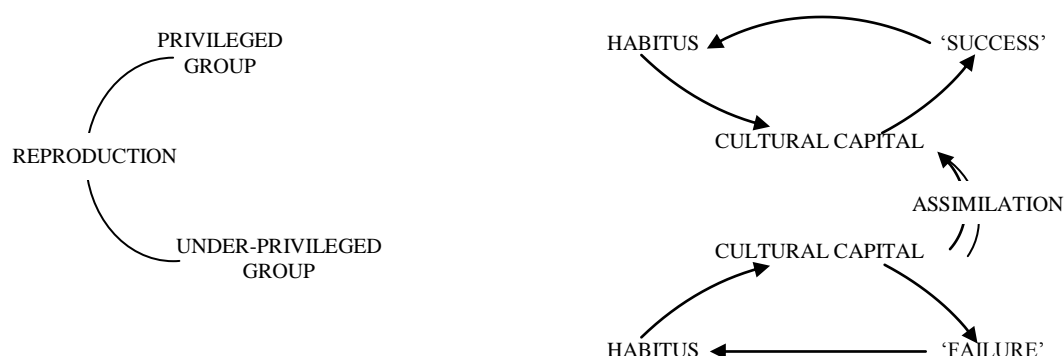 PRIVILEGED
GROUP
REPRODUCTION
UNDER-PRIVILEGED
GROUP
HABITUS
‘SUCCESS’
CULTURAL CAPITAL
ASSIMILATION
CULTURAL CAPITAL
HABITUS
‘FAILURE’